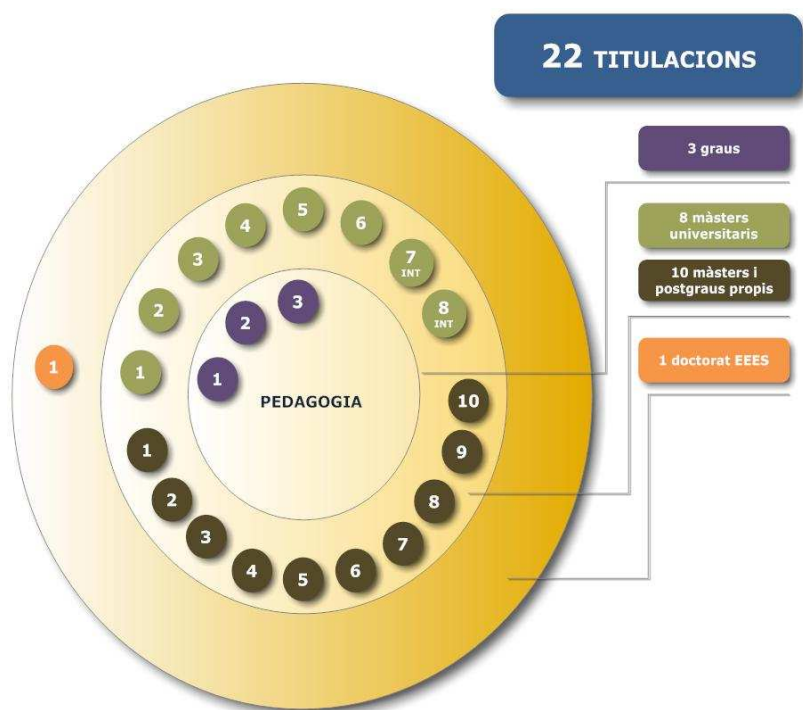 22 TITULACIONS
3 graus
8 màsters
universitaris
10 màsters i
postgraus propis
1 doctorat EEES
5
4
6
3
7
INT
2
8
INT
1
3
2
1
1
PEDAGOGIA
10
1
9
2
8
3
7
4
5
6